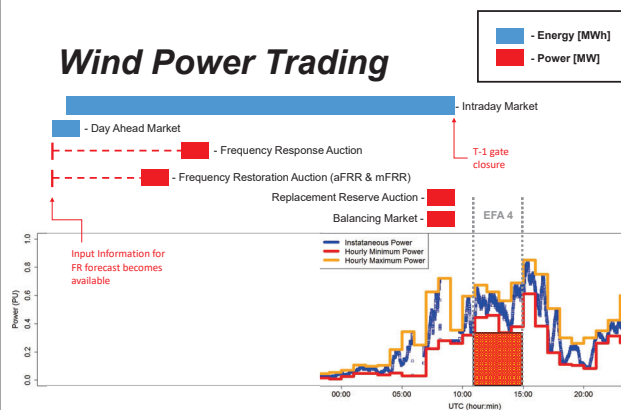 - Energy [MWh]
- Power [MW]
Wind Power Trading
- Intraday Market
- Day Ahead Market
- Frequency Response Auction
T-1 gate
closure
- Frequency Restoration Auction (aFRR & mFRR)
Replacement Reserve Auction -
Balancing Market -
EFA 4
Input Information for
FR forecast becomes
available
Instataneous Power
Hourly Minimum Power
Hourly Maximum Power
Power (PU)
1.0
0.8
0.6
0.4
0.2
0.0
00:00 05:00 10:00 15:00 20:00
UTC (hour:min)